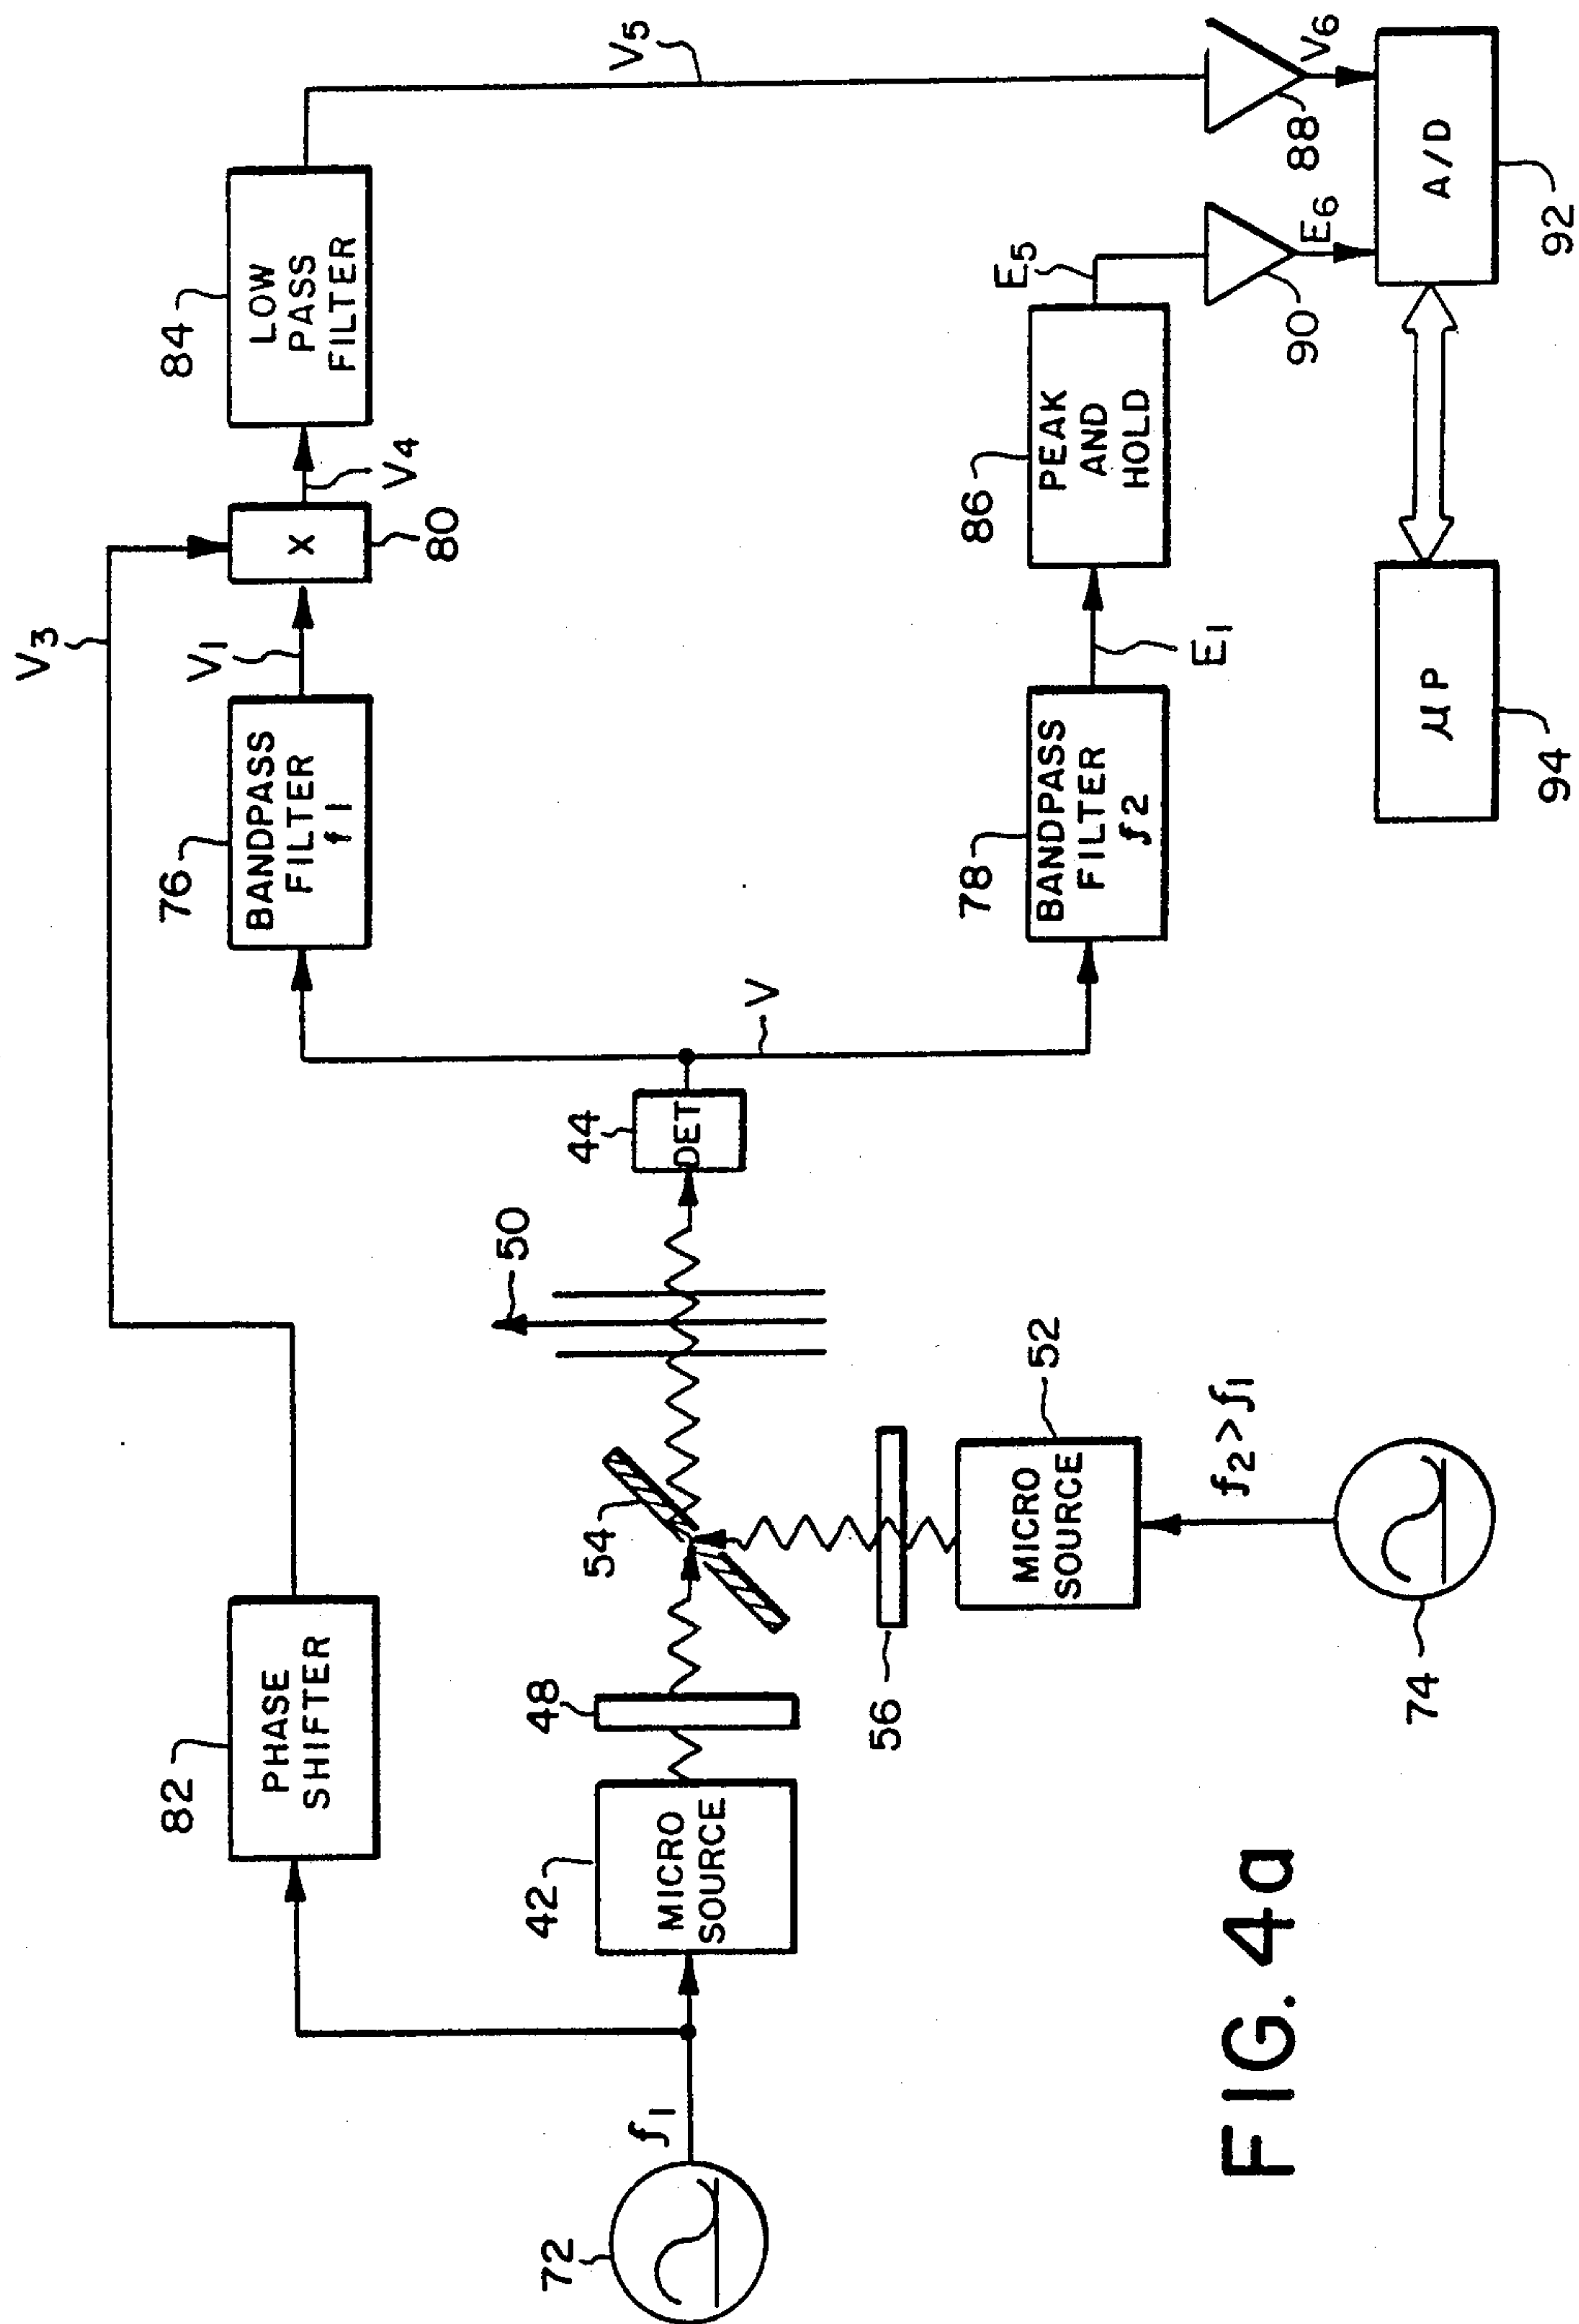 V3
84
LOW
PASS
FILTER
V5
V1
V4
X
80
76
BANDPASS
FILTER
f1
82
PHASE
SHIFTER
50
44
DET
V
E5
86
PEAK
AND
HOLD
78
BANDPASS
FILTER
f2
E1
90
E6
88
V6
A/D
92
μP
94
72
f1
42
MICRO
SOURCE
48
54
56
52
MICRO
SOURCE
f2>f1
74
FIG. 4a